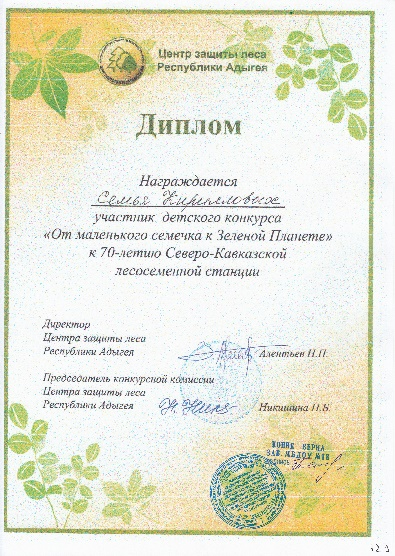 Центр защиты леса
Республики Адыгея
Диплом
Награждается
Семья Кирилловых
участник детского конкурса
«От маленького семечка к Зеленой Планете»
к 70-летию Северо-Кавказской
лесосеменной станции
Директор
Центра защиты леса
Республики Адыгея
Алентьев П.П.
Председатель конкурсной комиссии
Центра защиты леса
Республики Адыгея
Никишина Н.В.
КОПИЯ ВЕРНА
ЗАВ. МБДОУ